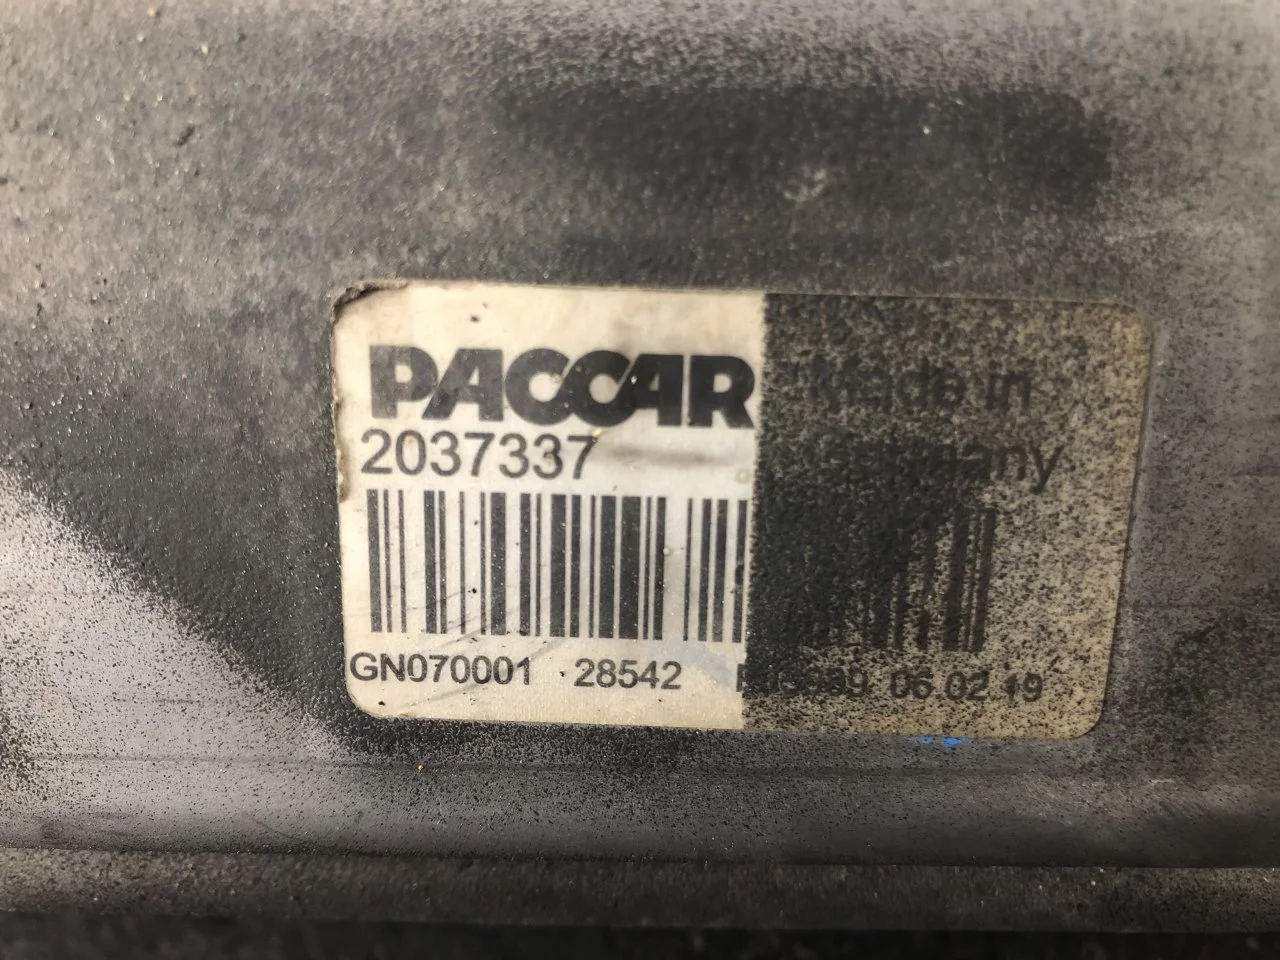 PACCAR
Made in
2037337
Germany
GN070001 28542 06.02.19